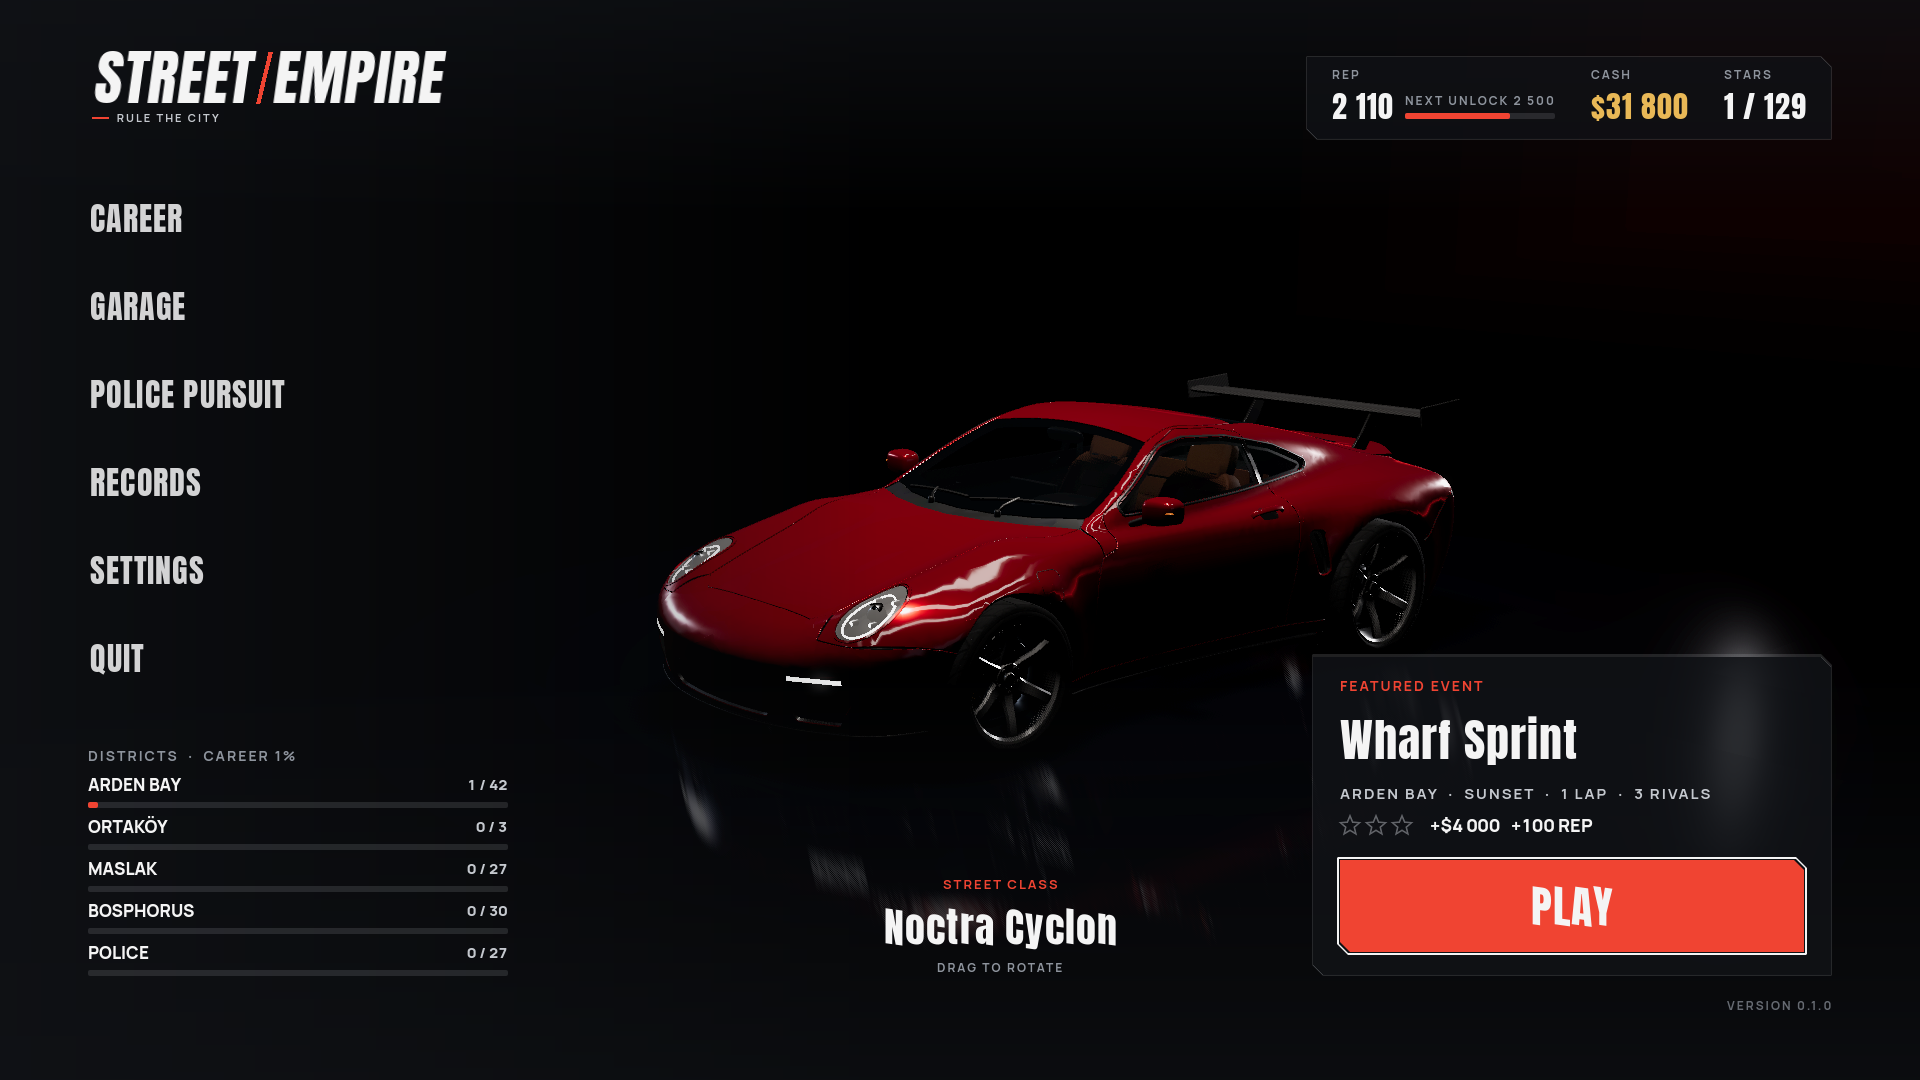 STREET/EMPIRE
RULE THE CITY
REP
2 110 NEXT UNLOCK 2 500
CASH
$31 800
STARS
1 / 129
CAREER
GARAGE
POLICE PURSUIT
RECORDS
SETTINGS
QUIT
DISTRICTS · CAREER 1%
ARDEN BAY 1 / 42
ORTAKÖY 0 / 3
MASLAK 0 / 27
BOSPHORUS 0 / 30
POLICE 0 / 27
STREET CLASS
Noctra Cyclon
DRAG TO ROTATE
FEATURED EVENT
Wharf Sprint
ARDEN BAY · SUNSET · 1 LAP · 3 RIVALS
+$4 000 +100 REP
PLAY
VERSION 0.1.0